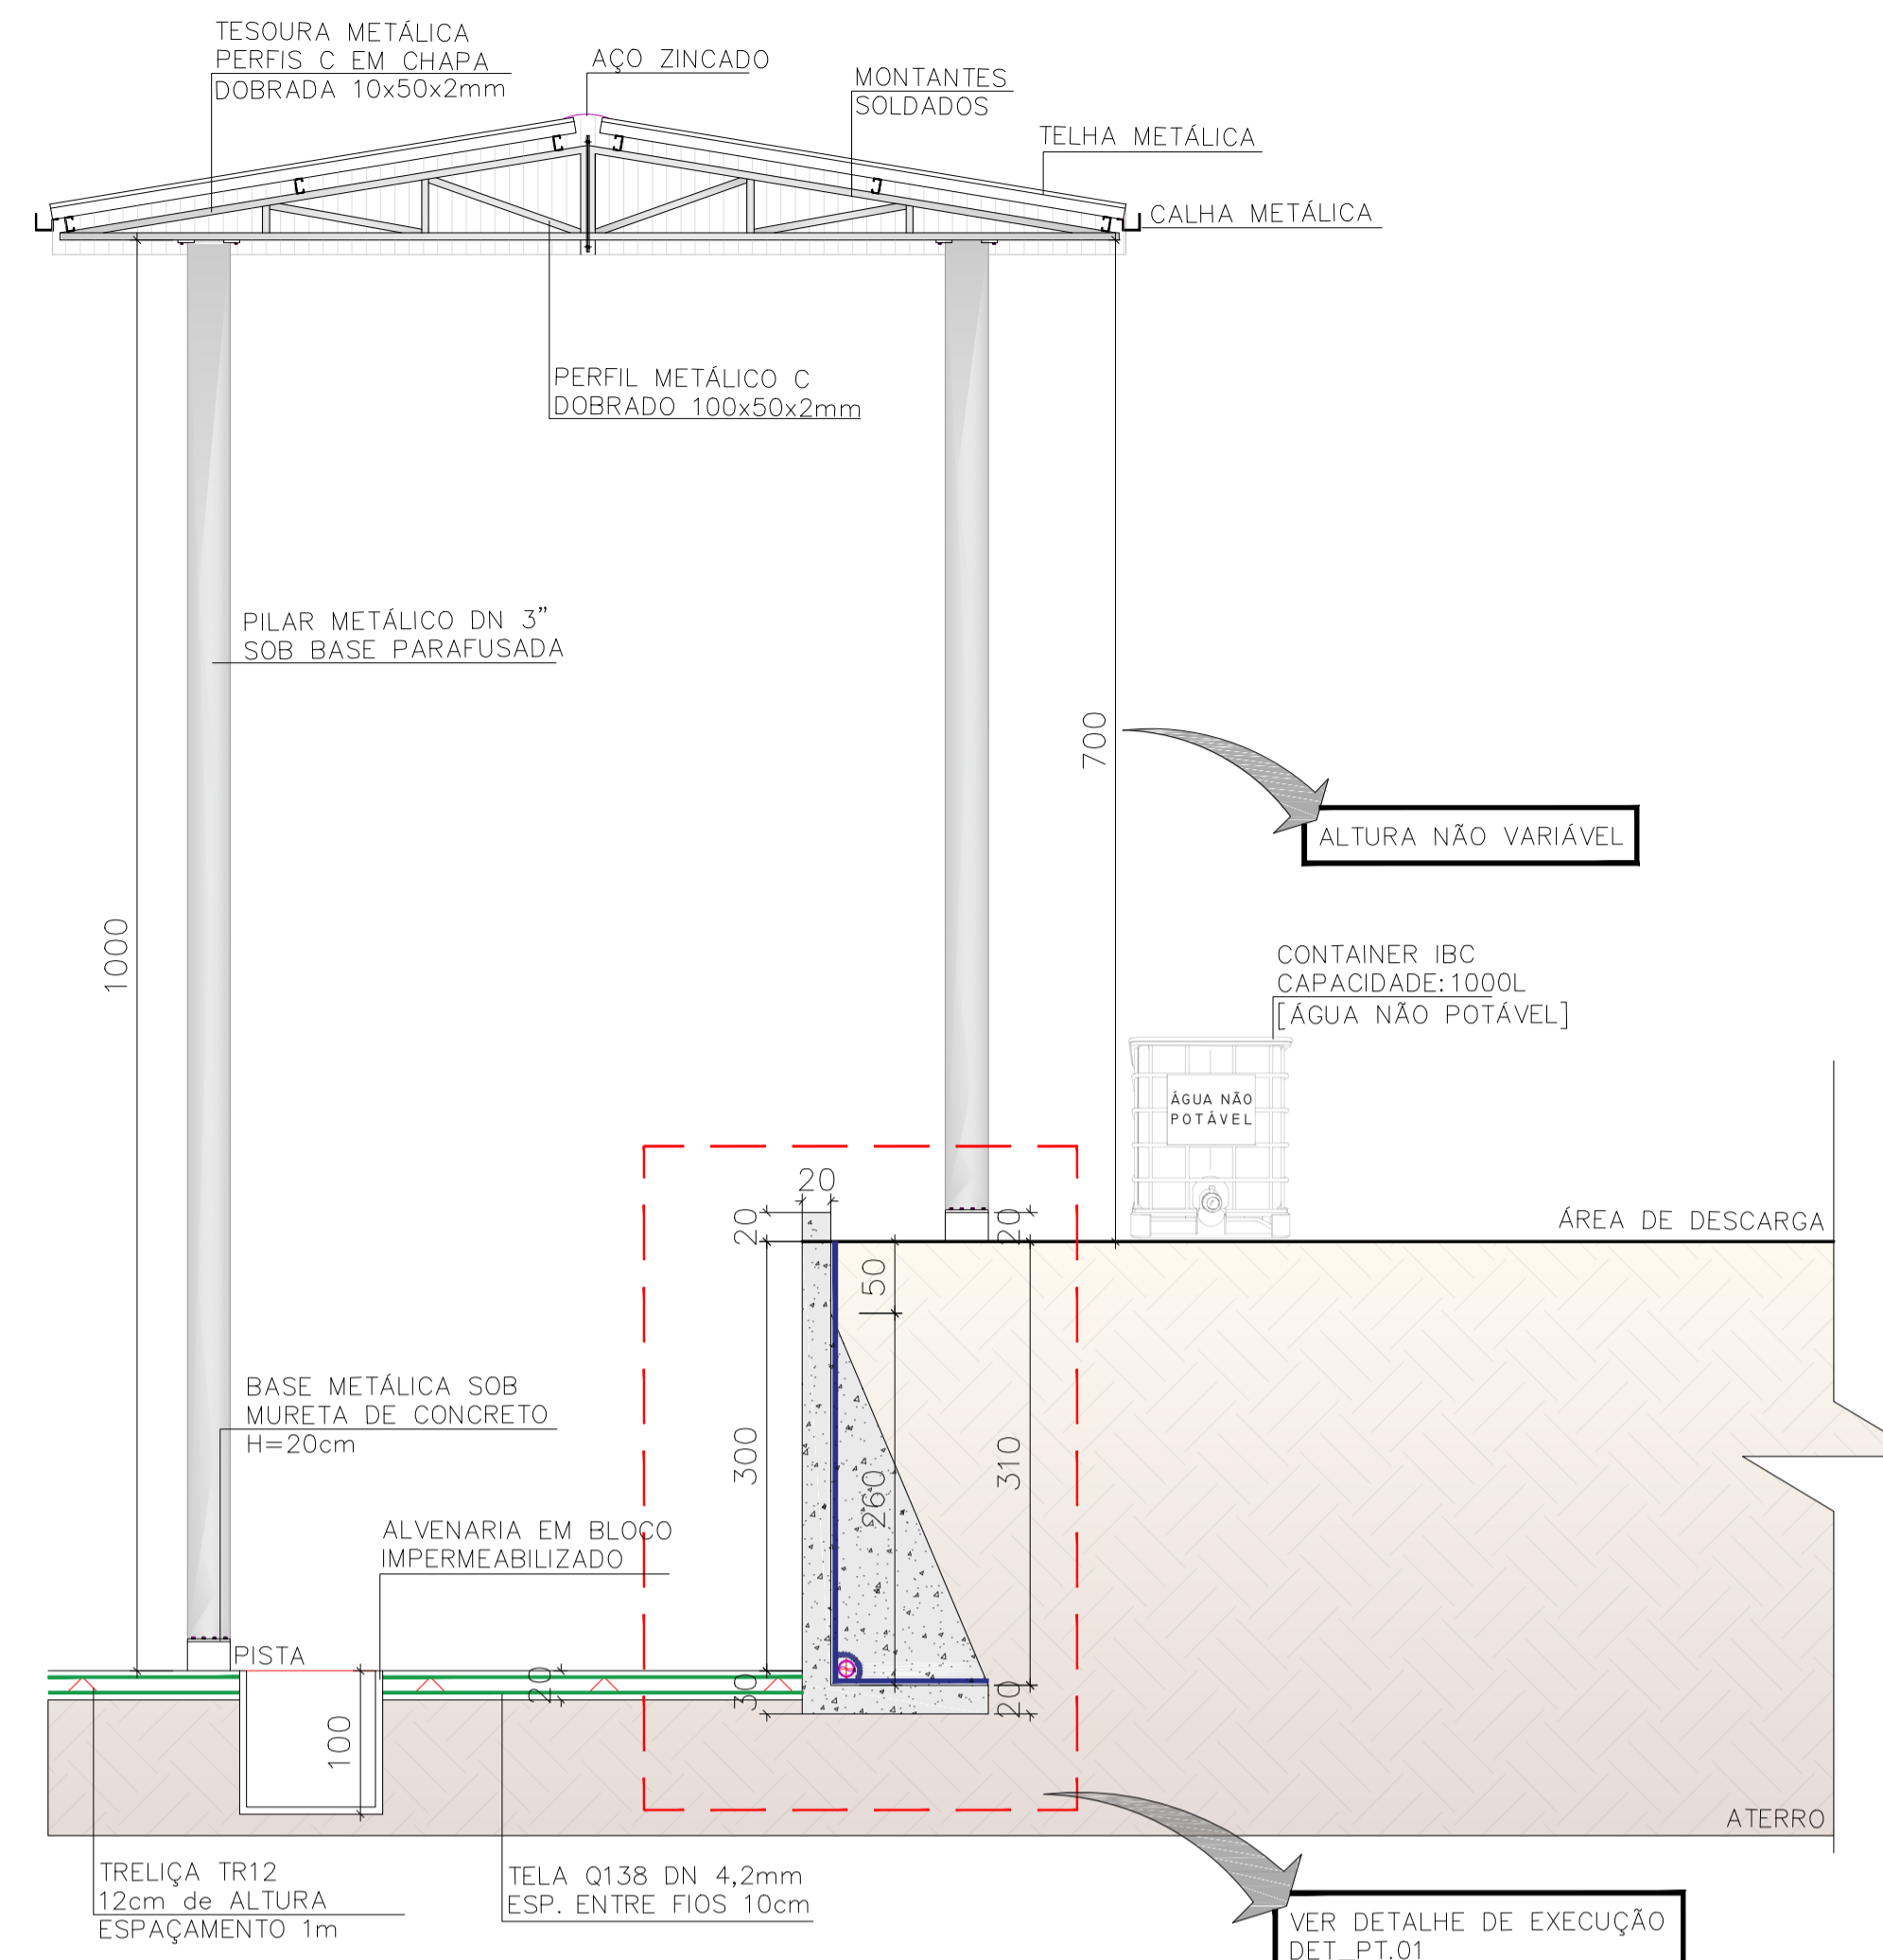 TESOURA METÁLICA
PERFIS C EM CHAPA
DOBRADA 10x50x2mm
AÇO ZINCADO
MONTANTES
SOLDADOS
TELHA METÁLICA
CALHA METÁLICA
PERFIL METÁLICO C
DOBRADO 100x50x2mm
PILAR METÁLICO DN 3”
SOB BASE PARAFUSADA
700
ALTURA NÃO VARIÁVEL
1000
CONTAINER IBC
CAPACIDADE:1000L
[ÁGUA NÃO POTÁVEL]
ÁGUA NÃO
POTÁVEL
20
20
20
ÁREA DE DESCARGA
50
BASE METÁLICA SOB
MURETA DE CONCRETO
H=20cm
300
310
260
ALVENARIA EM BLOCO
IMPERMEABILIZADO
PISTA
20
30
20
100
ATERRO
TRELIÇA TR12
12cm de ALTURA
ESPAÇAMENTO 1m
TELA Q138 DN 4,2mm
ESP. ENTRE FIOS 10cm
VER DETALHE DE EXECUÇÃO
DET_PT.01